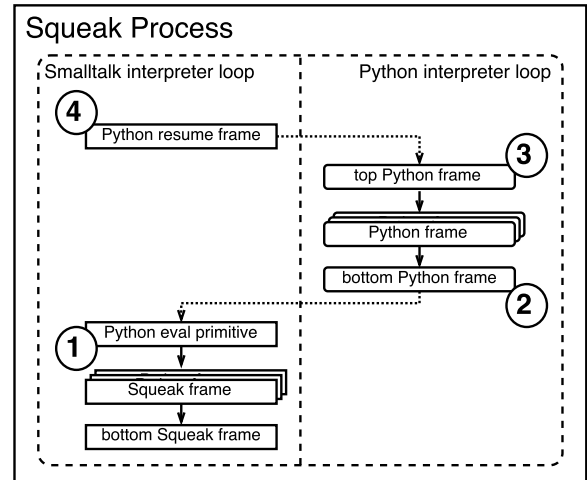 Squeak Process
Smalltalk interpreter loop
Python interpreter loop
4
Python resume frame
3
top Python frame
Python frame
bottom Python frame
2
1
Python eval primitive
Squeak frame
bottom Squeak frame